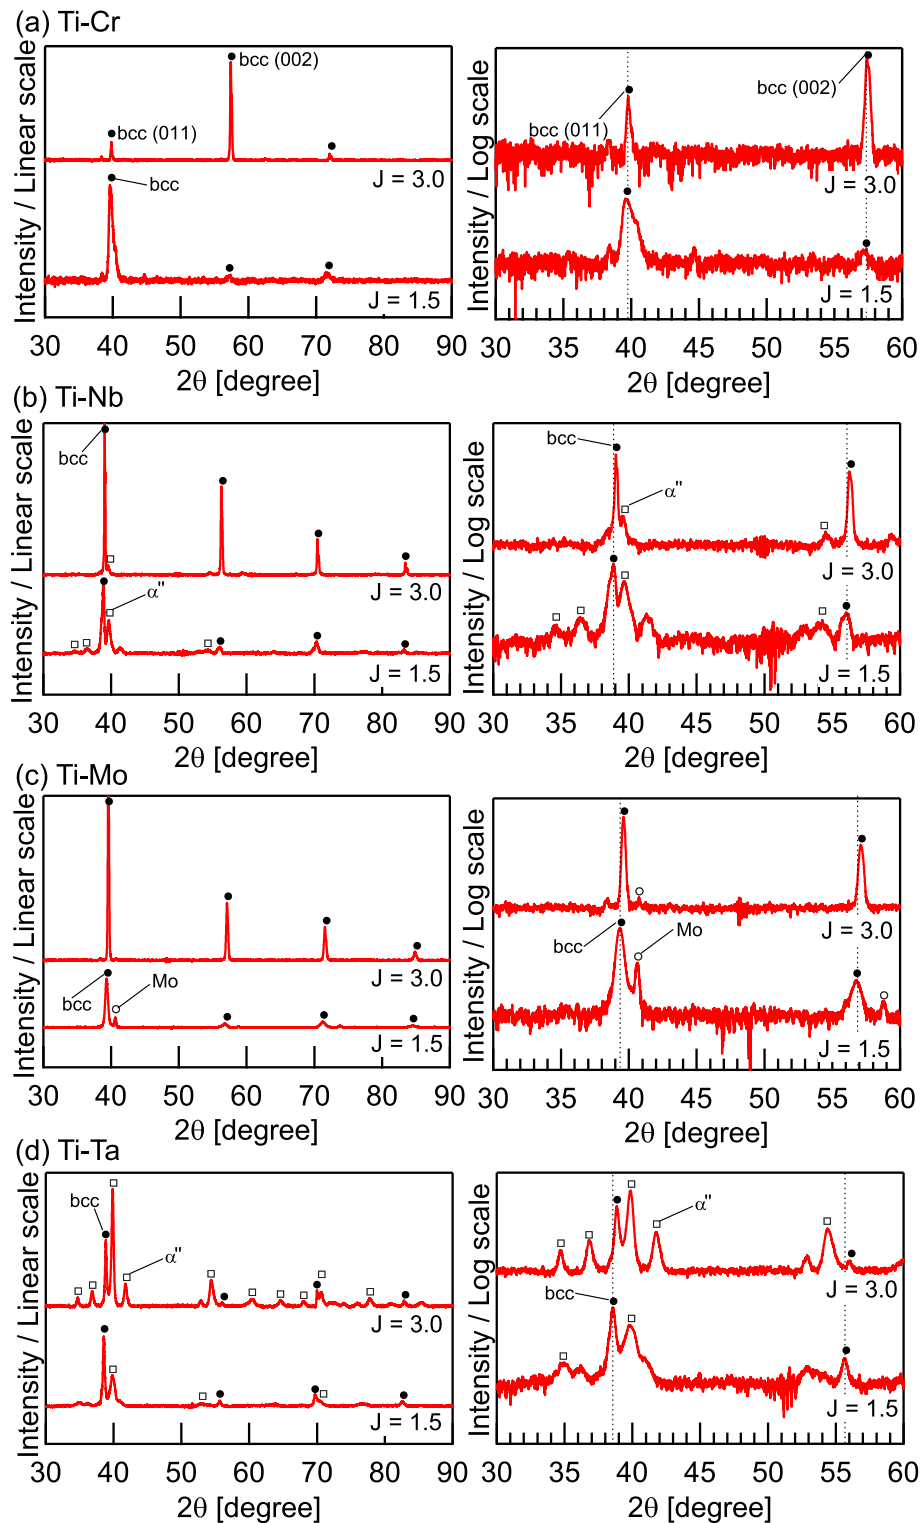 (a) Ti-Cr
Intensity / Linear scale
bcc (011)
bcc (002)
J = 3.0
bcc
J = 1.5
30 40 50 60 70 80 90
2θ [degree]
Intensity / Log scale
bcc (011)
bcc (002)
J = 3.0
J = 1.5
30 35 40 45 50 55 60
2θ [degree]
(b) Ti-Nb
Intensity / Linear scale
bcc
J = 3.0
α"
J = 1.5
30 40 50 60 70 80 90
2θ [degree]
Intensity / Log scale
bcc
α"
J = 3.0
J = 1.5
30 35 40 45 50 55 60
2θ [degree]
(c) Ti-Mo
Intensity / Linear scale
J = 3.0
bcc
Mo
J = 1.5
30 40 50 60 70 80 90
2θ [degree]
Intensity / Log scale
J = 3.0
bcc
Mo
J = 1.5
30 35 40 45 50 55 60
2θ [degree]
(d) Ti-Ta
Intensity / Linear scale
bcc
α"
J = 3.0
J = 1.5
30 40 50 60 70 80 90
2θ [degree]
Intensity / Log scale
α"
J = 3.0
bcc
J = 1.5
30 35 40 45 50 55 60
2θ [degree]